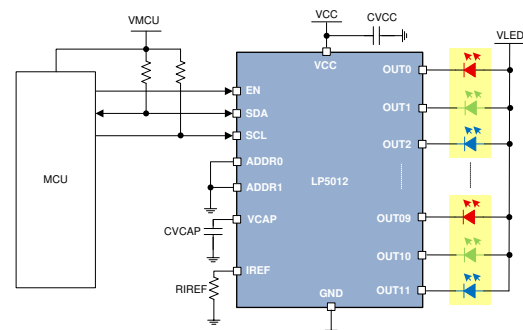 VMCU
VCC
CVCC
VLED
VCC
OUT0
EN
OUT1
SDA
SCL
OUT2
ADDR0
MCU
LP5012
ADDR1
VCAP
OUT09
CVCAP
OUT10
IREF
RIREF
GND
OUT11